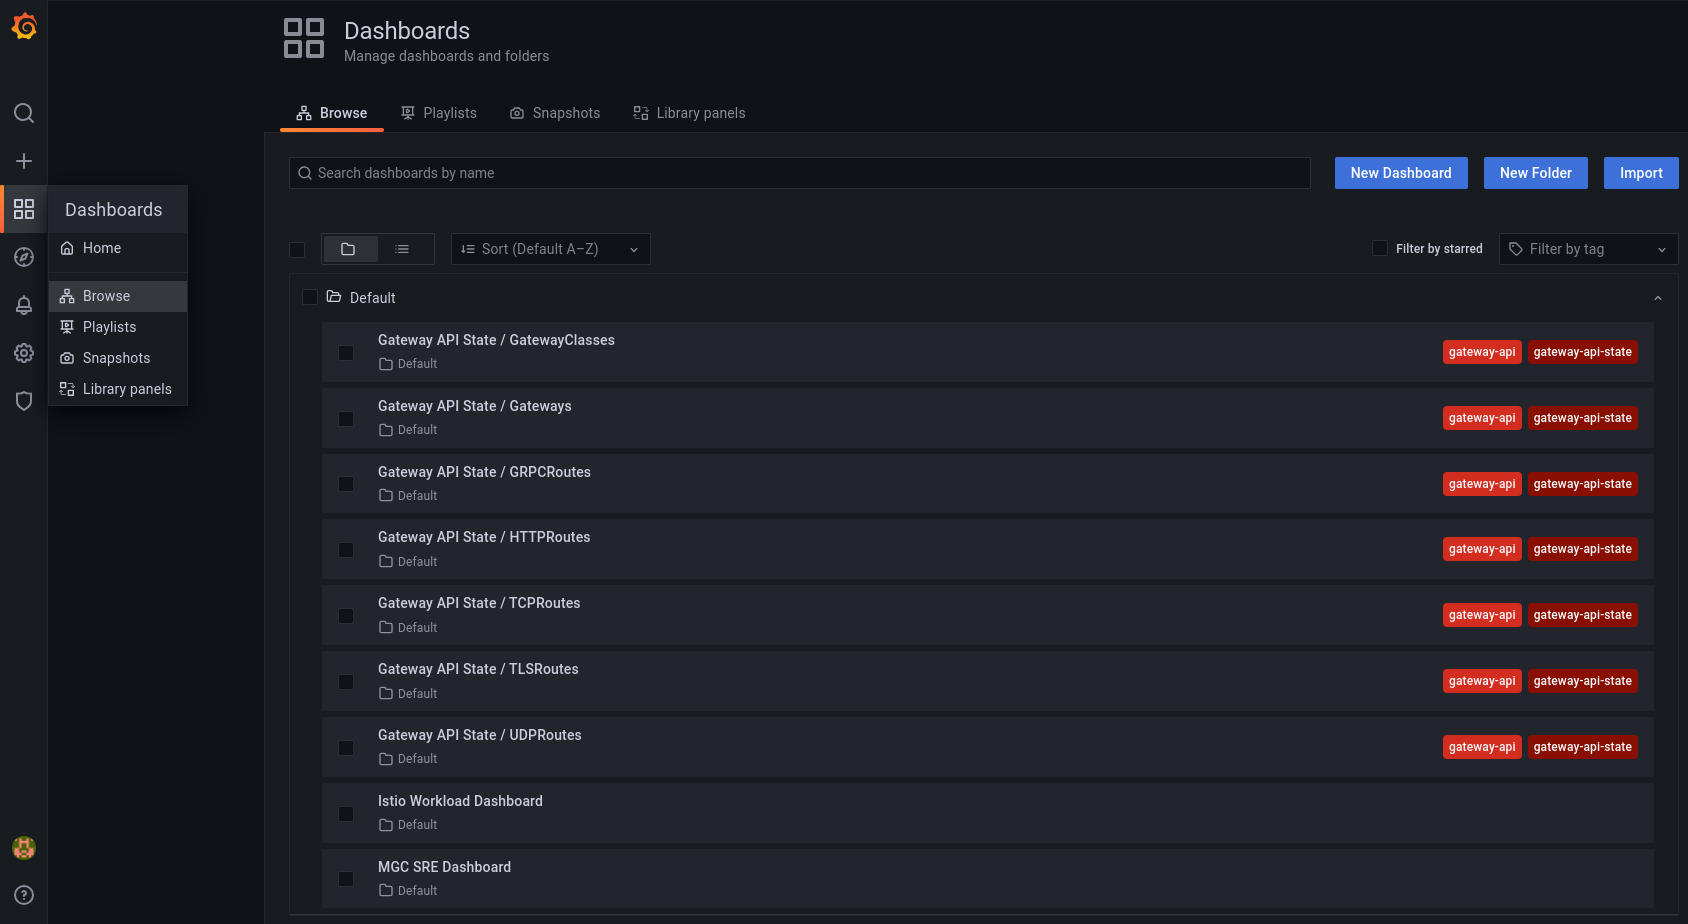 Dashboards
Manage dashboards and folders
Browse
Playlists
Snapshots
Library panels
Search dashboards by name
New Dashboard
New Folder
Import
Dashboards
Home
Browse
Playlists
Snapshots
Library panels
Sort (Default A–Z)
Filter by starred
Filter by tag
Default
Gateway API State / GatewayClasses
Default
gateway-api
gateway-api-state
Gateway API State / Gateways
Default
gateway-api
gateway-api-state
Gateway API State / GRPCRoutes
Default
gateway-api
gateway-api-state
Gateway API State / HTTPRoutes
Default
gateway-api
gateway-api-state
Gateway API State / TCPRoutes
Default
gateway-api
gateway-api-state
Gateway API State / TLSRoutes
Default
gateway-api
gateway-api-state
Gateway API State / UDPRoutes
Default
gateway-api
gateway-api-state
Istio Workload Dashboard
Default
MGC SRE Dashboard
Default